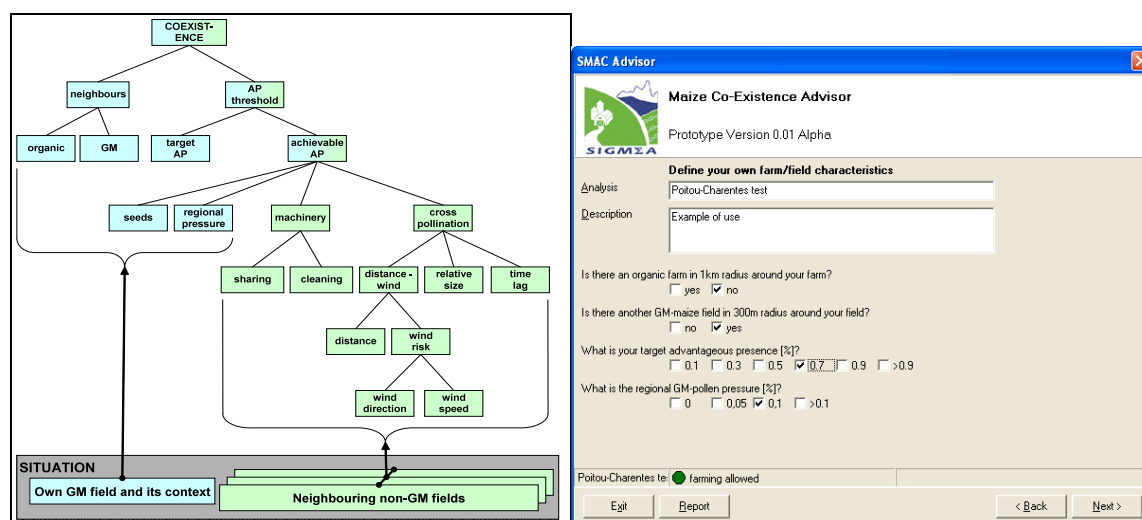 COEXIST-
ENCE
neighbours
AP
threshold
organic
GM
target
AP
achievable
AP
seeds
regional
pressure
machinery
cross
pollination
sharing
cleaning
distance -
wind
relative
size
time
lag
distance
wind
risk
wind
direction
wind
speed
SITUATION
Own GM field and its context
Neighbouring non-GM fields
SMAC Advisor
SIGMΣA
Maize Co-Existence Advisor
Prototype Version 0.01 Alpha
Define your own farm/field characteristics
Analysis
Poitou-Charentes test
Description
Example of use
Is there an organic farm in 1km radius around your farm?
yes no
Is there another GM-maize field in 300m radius around your field?
no yes
What is your target advantageous presence [%]?
0.1 0.3 0.5 0.7 0.9 >0.9
What is the regional GM-pollen pressure [%]?
0 0,05 0,1 >0.1
Poitou-Charentes te: farming allowed
Exit Report < Back Next >